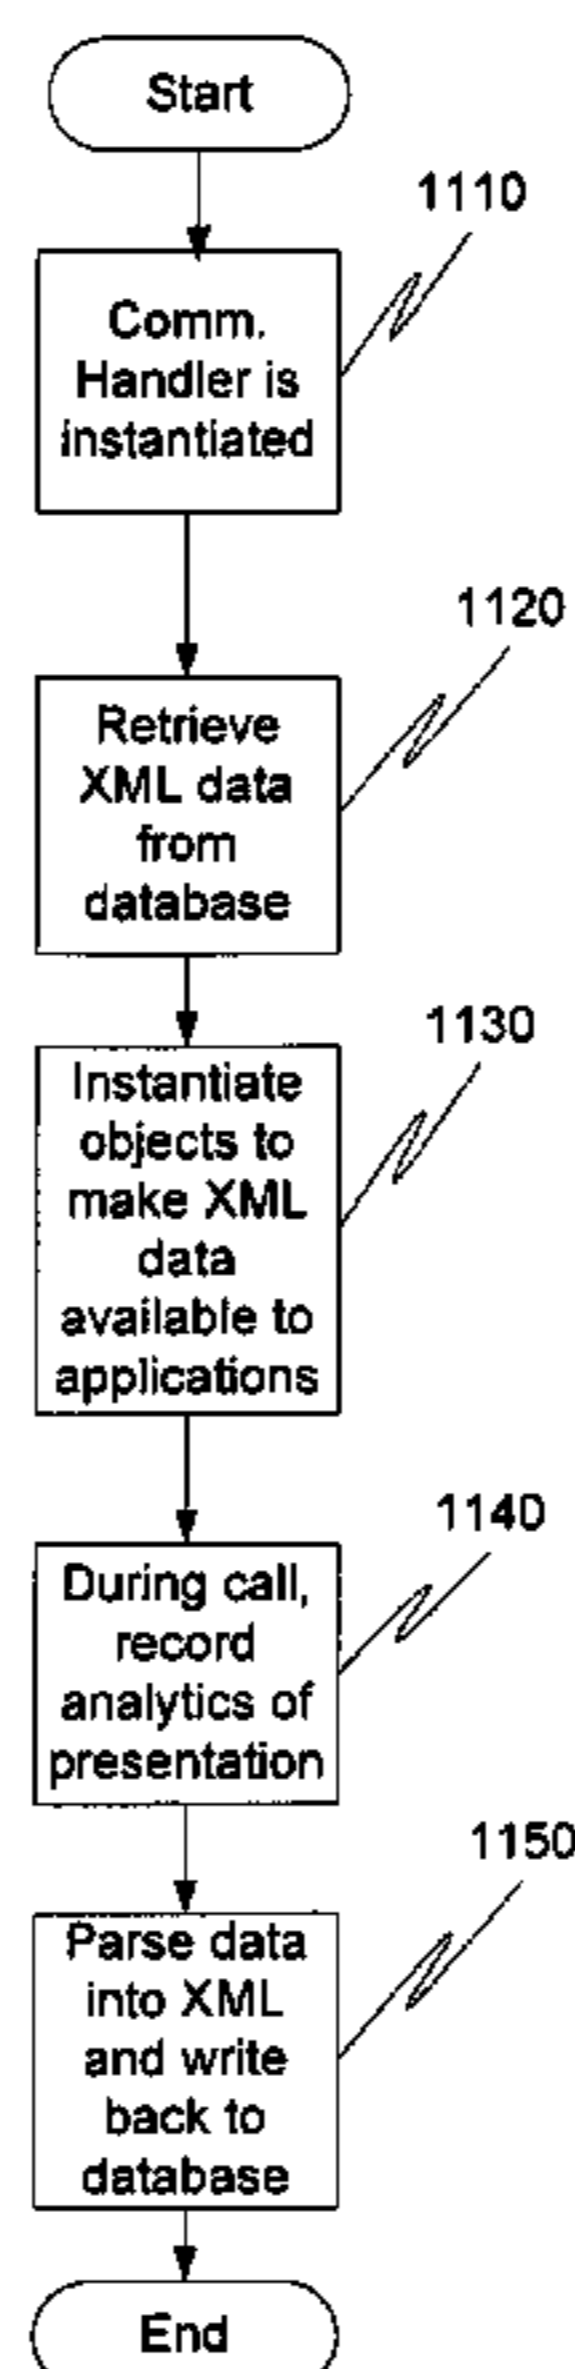 Start
1110
Comm.
Handler is
instantiated
1120
Retrieve
XML data
from
database
1130
Instantiate
objects to
make XML
data
available to
applications
1140
During call,
record
analytics of
presentation
1150
Parse data
into XML
and write
back to
database
End